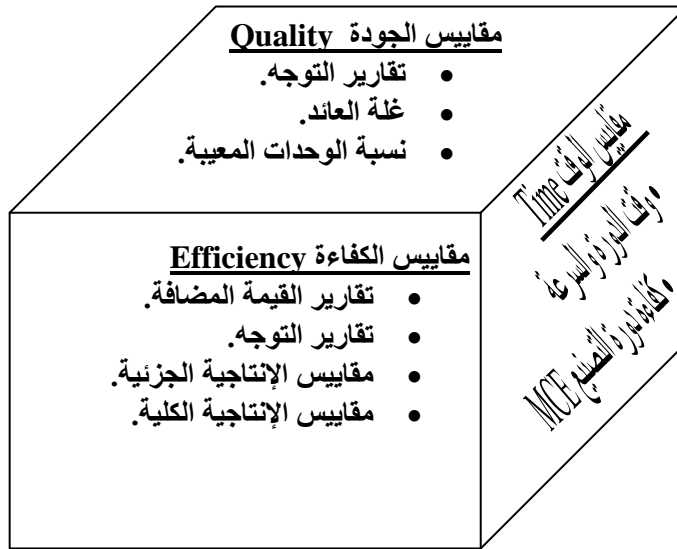 مقاييس الجودة Quality
• تقارير التوجه.
• غلة العائد.
• نسبة الوحدات المعيبة.
مقاييس الكفاءة Efficiency
• تقارير القيمة المضافة.
• تقارير التوجه.
• مقاييس الإنتاجية الجزئية.
• مقاييس الإنتاجية الكلية.
مقاييس الوقت Time
• وقت الدورة والسرعة
• كفاءة دورة التصنيع MCE